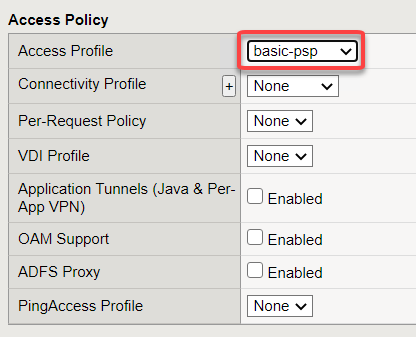 Access Policy
Access Profile basic-psp
Connectivity Profile + None
Per-Request Policy None
VDI Profile None
Application Tunnels (Java & Per-
App VPN) Enabled
OAM Support Enabled
ADFS Proxy Enabled
PingAccess Profile None